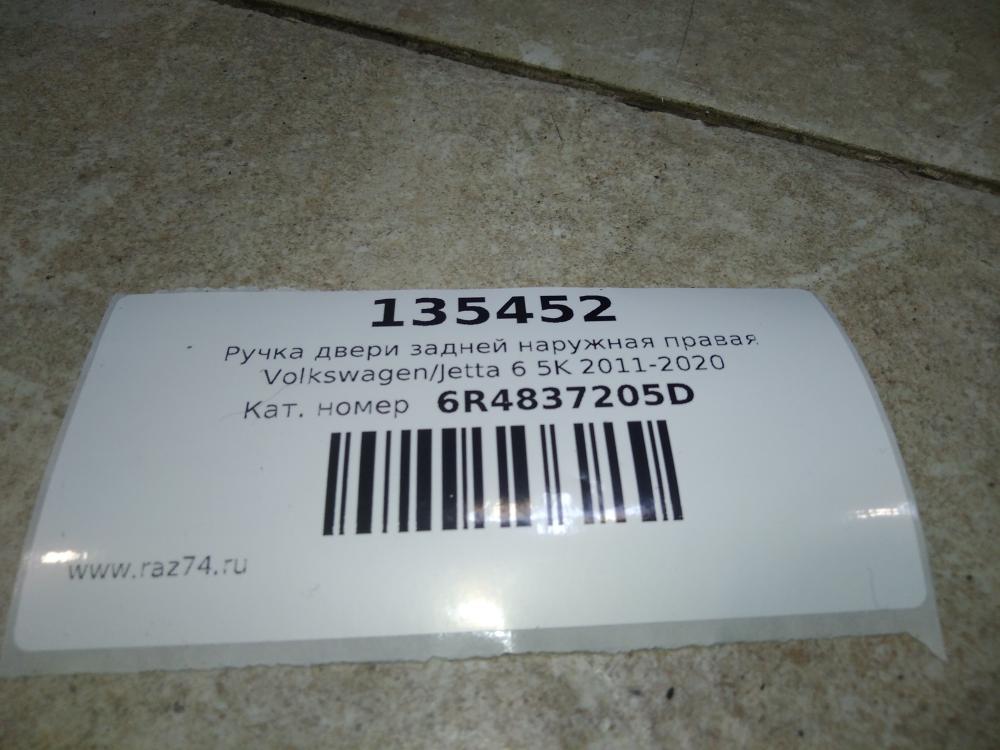 135452
Ручка двери задней наружная правая
Volkswagen/Jetta 6 5K 2011-2020
Кат. номер 6R4837205D
www.raz74.ru